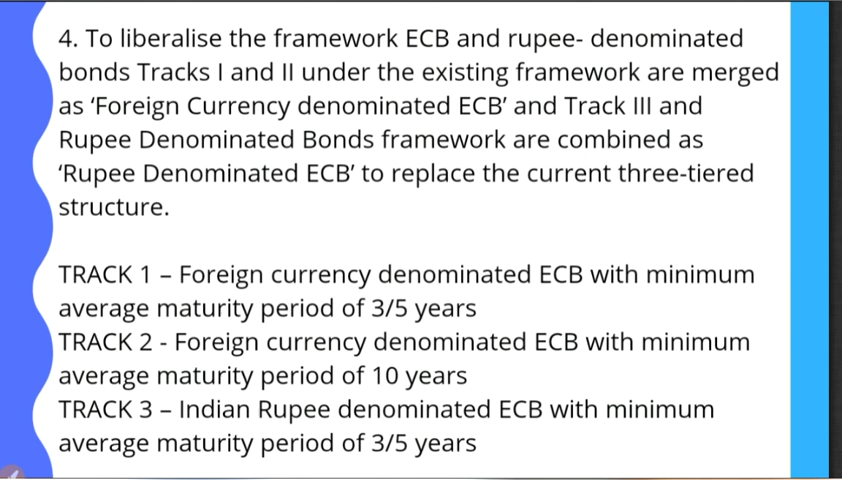 4. To liberalise the framework ECB and rupee- denominated
bonds Tracks I and II under the existing framework are merged
as ‘Foreign Currency denominated ECB’ and Track III and
Rupee Denominated Bonds framework are combined as
‘Rupee Denominated ECB’ to replace the current three-tiered
structure.
TRACK 1 – Foreign currency denominated ECB with minimum
average maturity period of 3/5 years
TRACK 2 - Foreign currency denominated ECB with minimum
average maturity period of 10 years
TRACK 3 – Indian Rupee denominated ECB with minimum
average maturity period of 3/5 years